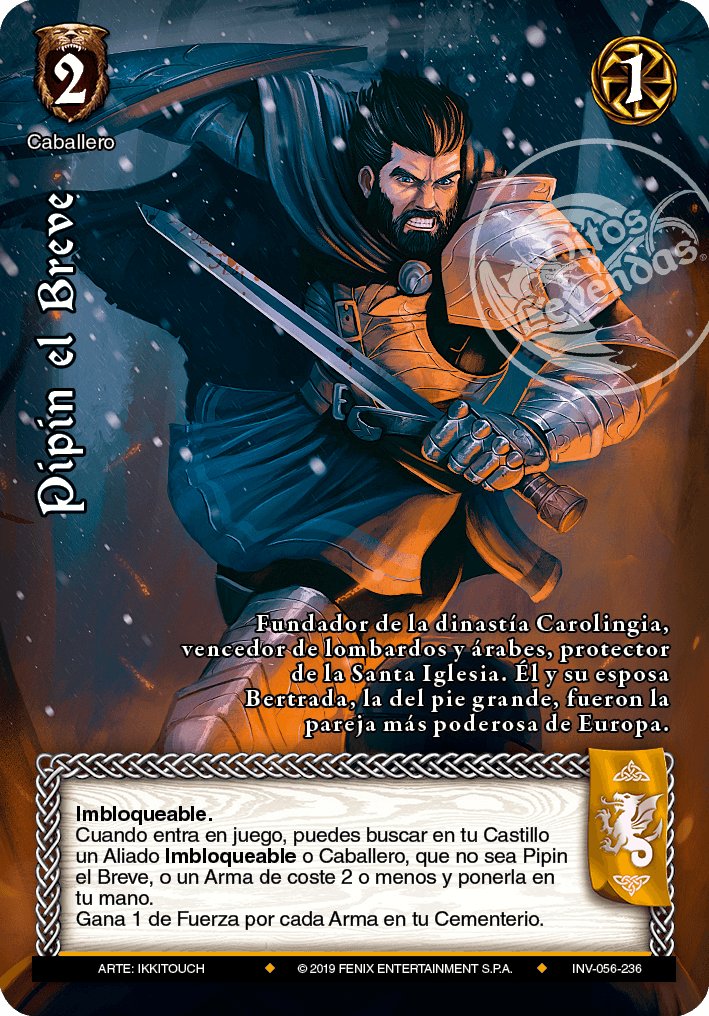 2
1
Caballero
Mitos
Leyendas
Pipin el Breve
Fundador de la dinastía Carolingia,
vencedor de lombardos y árabes, protector
de la Santa Iglesia. Él y su esposa
Bertrada, la del pie grande, fueron la
pareja más poderosa de Europa.
Imbloqueable.
Cuando entra en juego, puedes buscar en tu Castillo
un Aliado Imbloqueable o Caballero, que no sea Pipin
el Breve, o un Arma de coste 2 o menos y ponerla en
tu mano.
Gana 1 de Fuerza por cada Arma en tu Cementerio.
ARTE: IKKITOUCH ◆ © 2019 FENIX ENTERTAINMENT S.P.A. ◆ INV-056-236